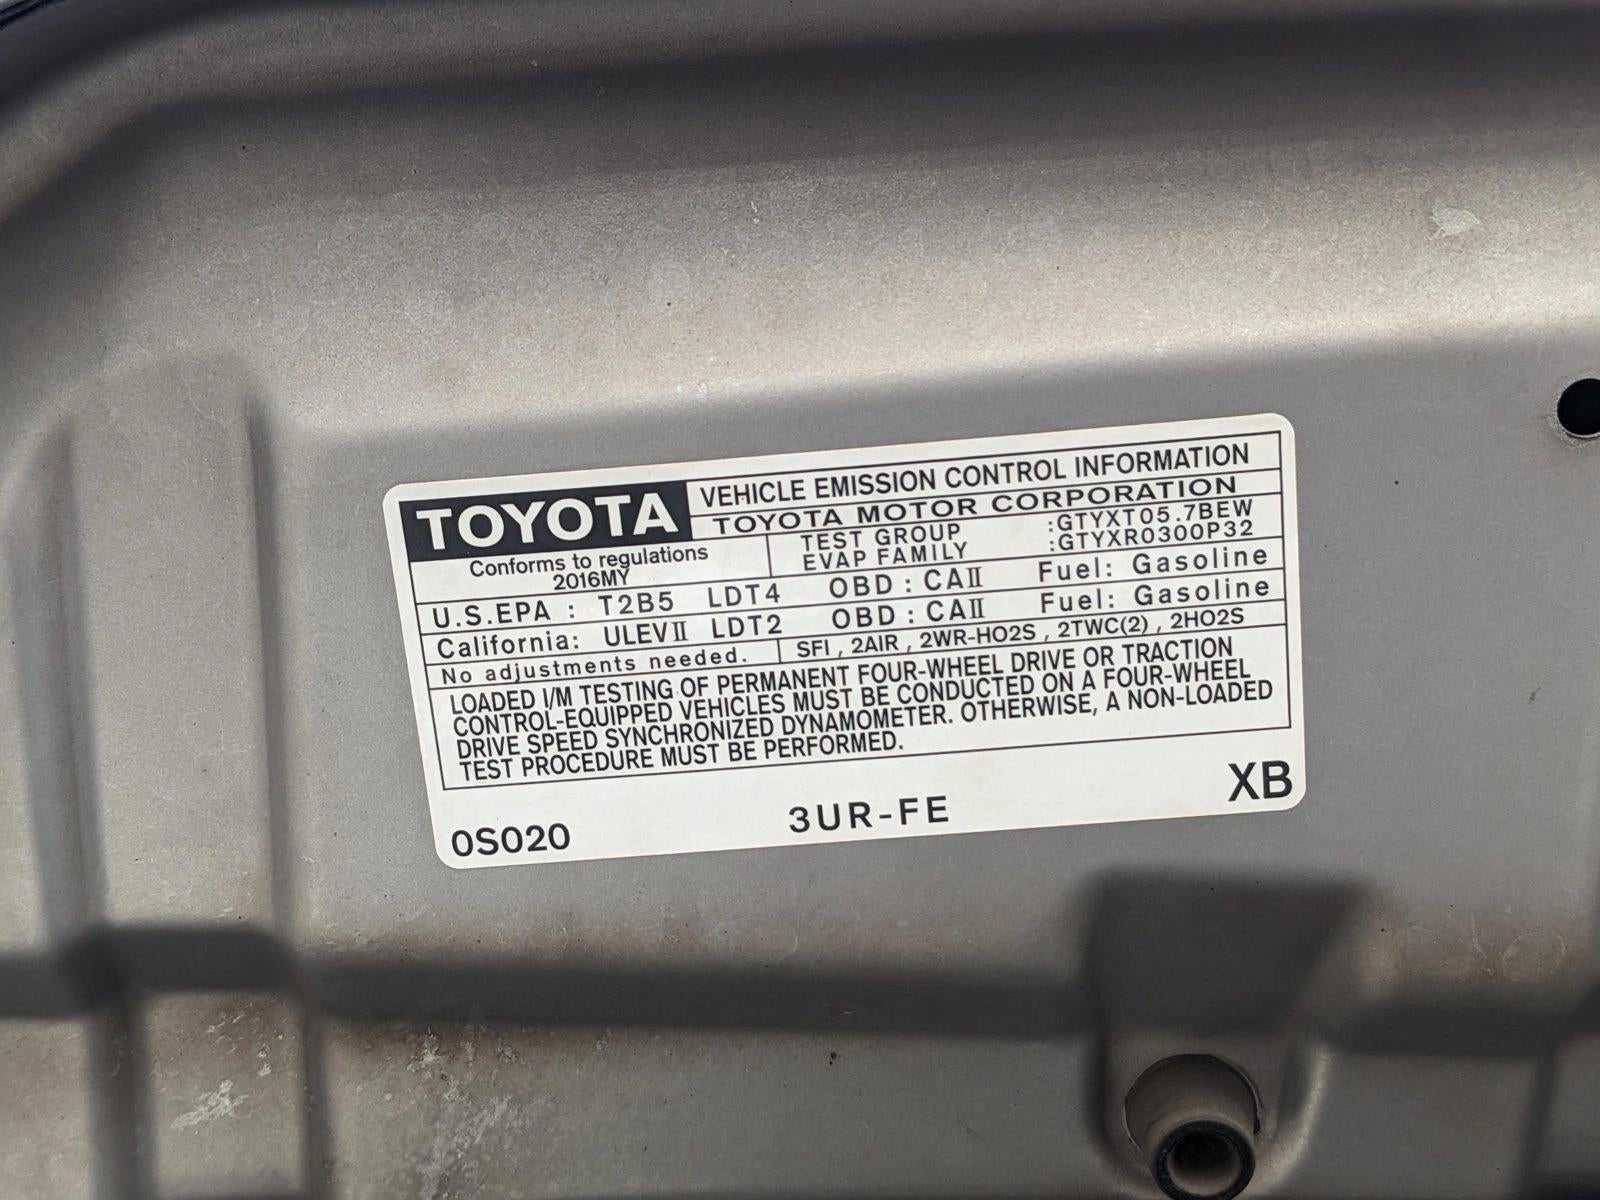 TOYOTA VEHICLE EMISSION CONTROL INFORMATION
TOYOTA MOTOR CORPORATION
Conforms to regulations
2016MY
TEST GROUP :GTYXT05.7BEW
EVAP FAMILY :GTYXR0300P32
U.S.EPA : T2B5 LDT4 OBD : CAⅡ Fuel: Gasoline
California: ULEVⅡ LDT2 OBD : CAⅡ Fuel: Gasoline
No adjustments needed. SFI , 2AIR , 2WR-HO2S , 2TWC(2) , 2HO2S
LOADED I/M TESTING OF PERMANENT FOUR-WHEEL DRIVE OR TRACTION
CONTROL-EQUIPPED VEHICLES MUST BE CONDUCTED ON A FOUR-WHEEL
DRIVE SPEED SYNCHRONIZED DYNAMOMETER. OTHERWISE, A NON-LOADED
TEST PROCEDURE MUST BE PERFORMED.
0S020 3UR-FE XB